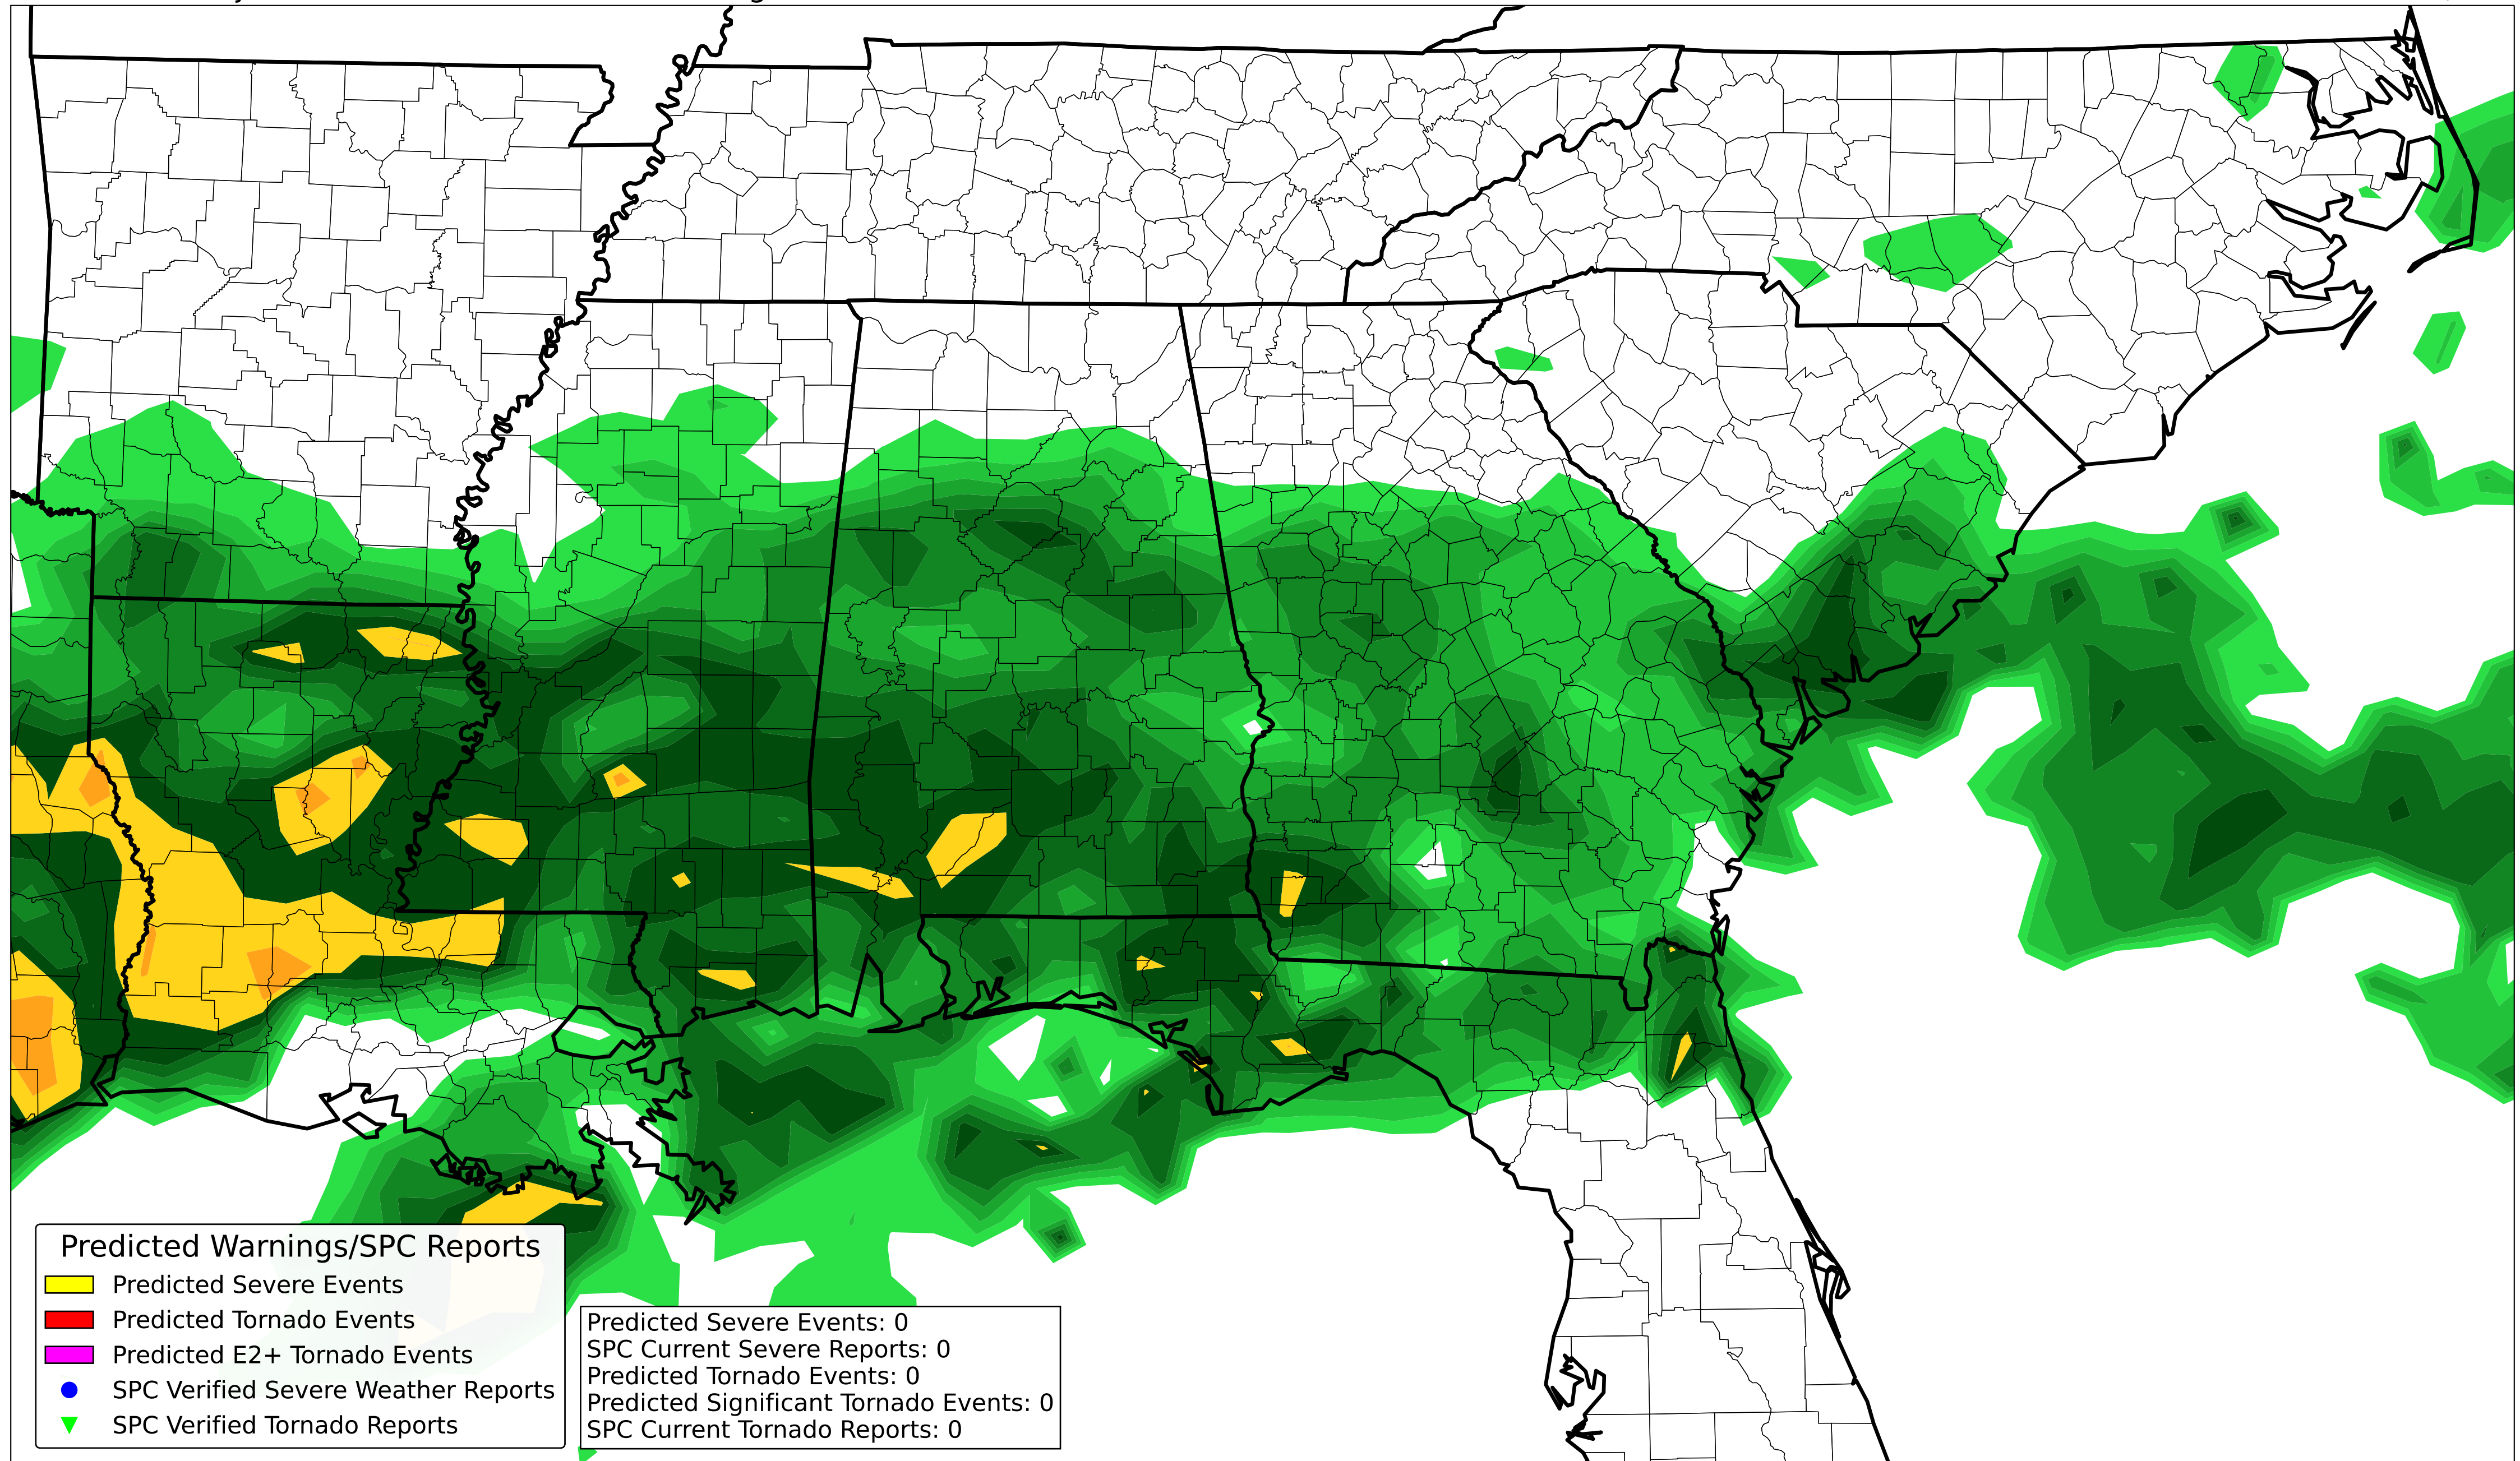 Predicted Warnings/SPC Reports
Predicted Severe Events
Predicted Tornado Events
Predicted E2+ Tornado Events
SPC Verified Severe Weather Reports
SPC Verified Tornado Reports
Predicted Severe Events: 0
SPC Current Severe Reports: 0
Predicted Tornado Events: 0
Predicted Significant Tornado Events: 0
SPC Current Tornado Reports: 0